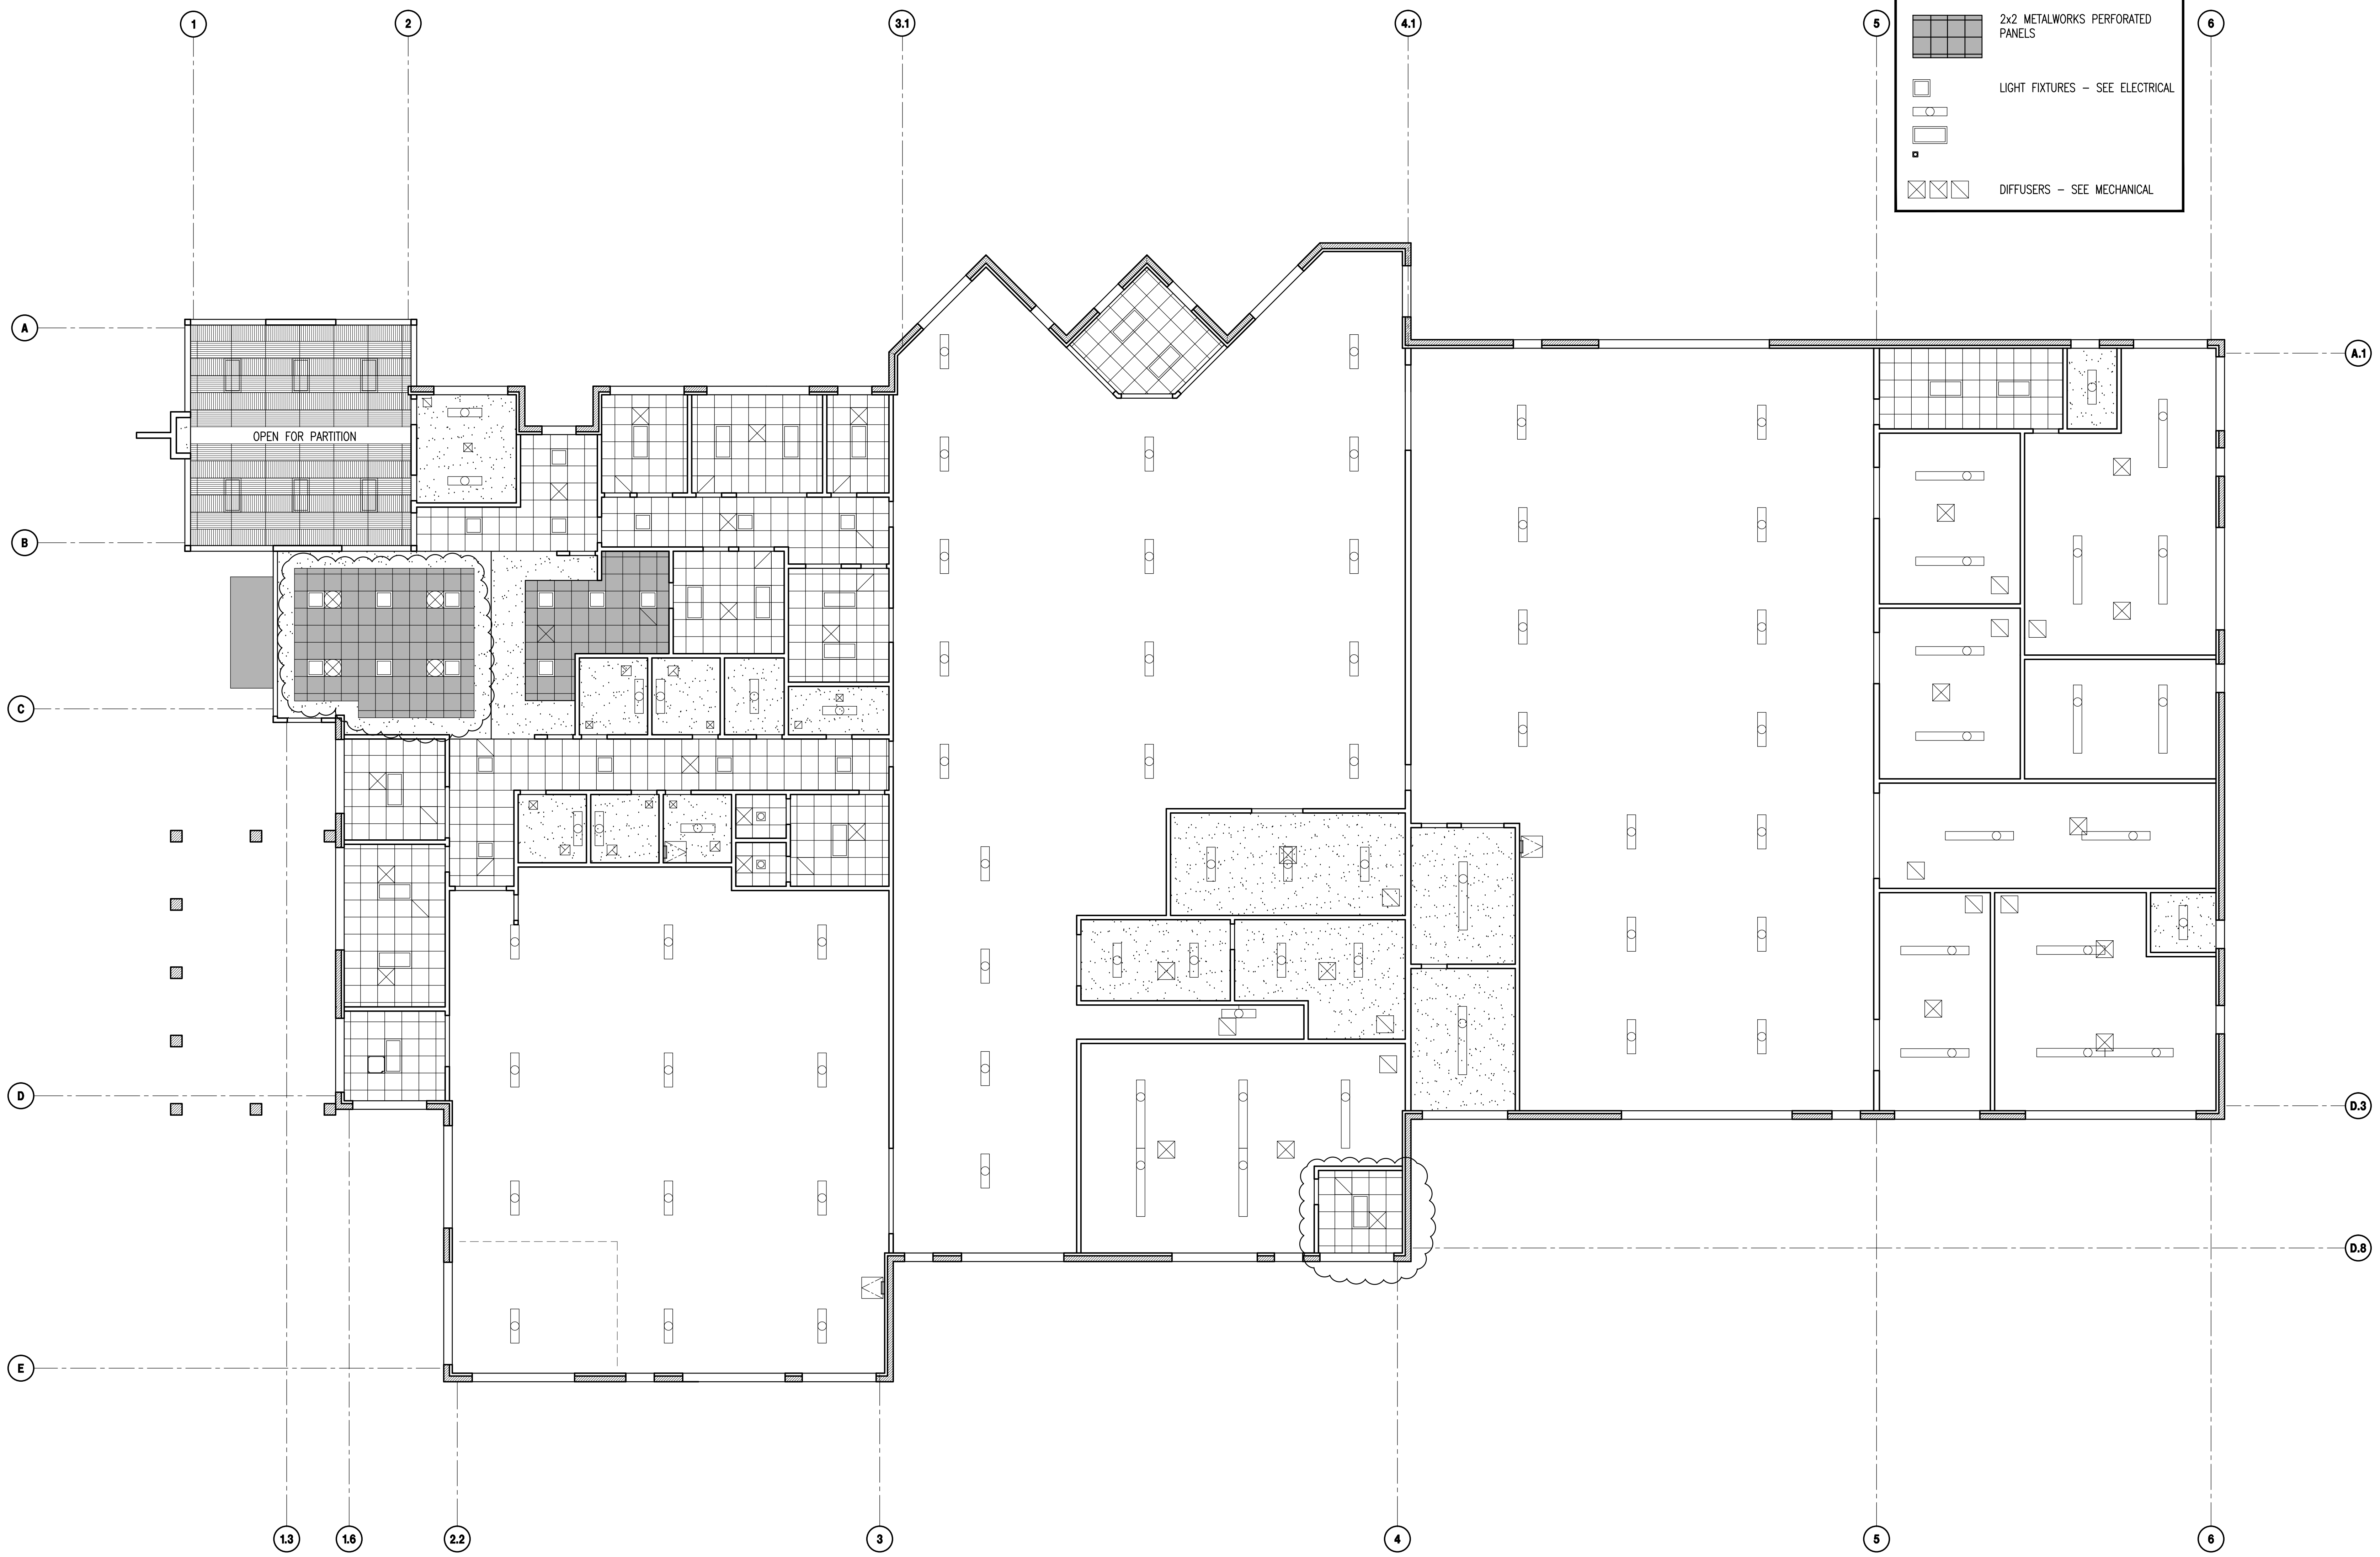 1
2
3.1
4.1
5
6
2x2 METALWORKS PERFORATED
PANELS
LIGHT FIXTURES – SEE ELECTRICAL
DIFFUSERS – SEE MECHANICAL
A
A.1
OPEN FOR PARTITION
B
C
D
D.3
D.8
E
1.3
1.6
2.2
3
4
5
6